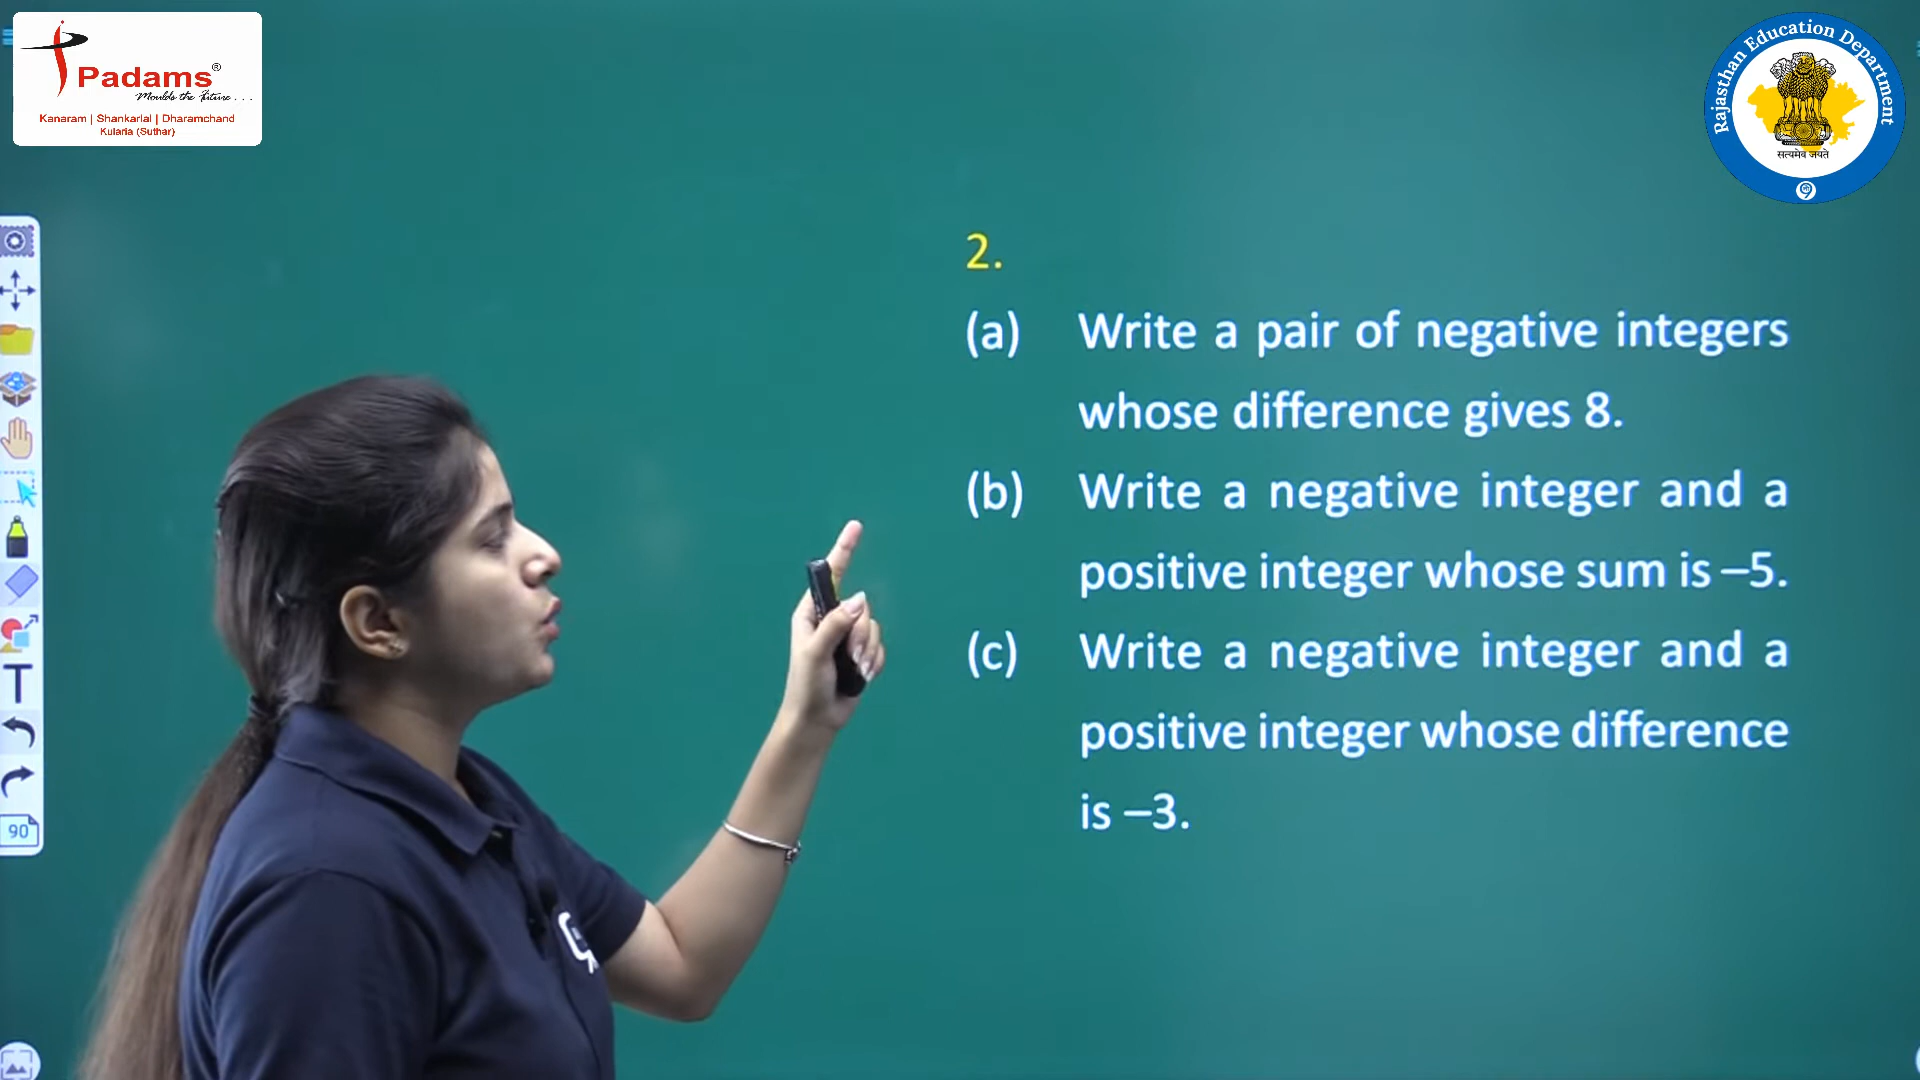 Padams®
Moulds the Future . . .
Kanaram | Shankarlal | Dharamchand
Kularia (Suthar)
Rajasthan Education Department
सत्यमेव जयते
2.
(a) Write a pair of negative integers
whose difference gives 8.
(b) Write a negative integer and a
positive integer whose sum is –5.
(c) Write a negative integer and a
positive integer whose difference
is –3.
T
90